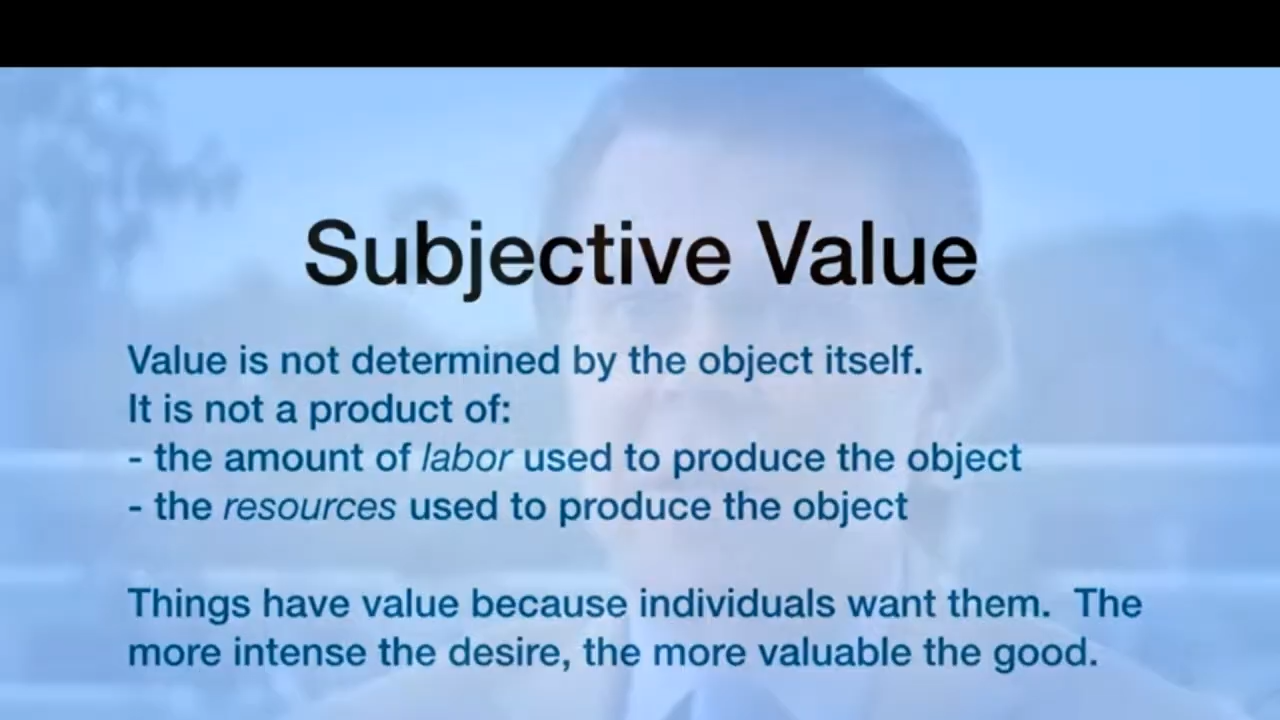 Subjective Value
Value is not determined by the object itself.
It is not a product of:
- the amount of labor used to produce the object
- the resources used to produce the object
Things have value because individuals want them.  The
more intense the desire, the more valuable the good.